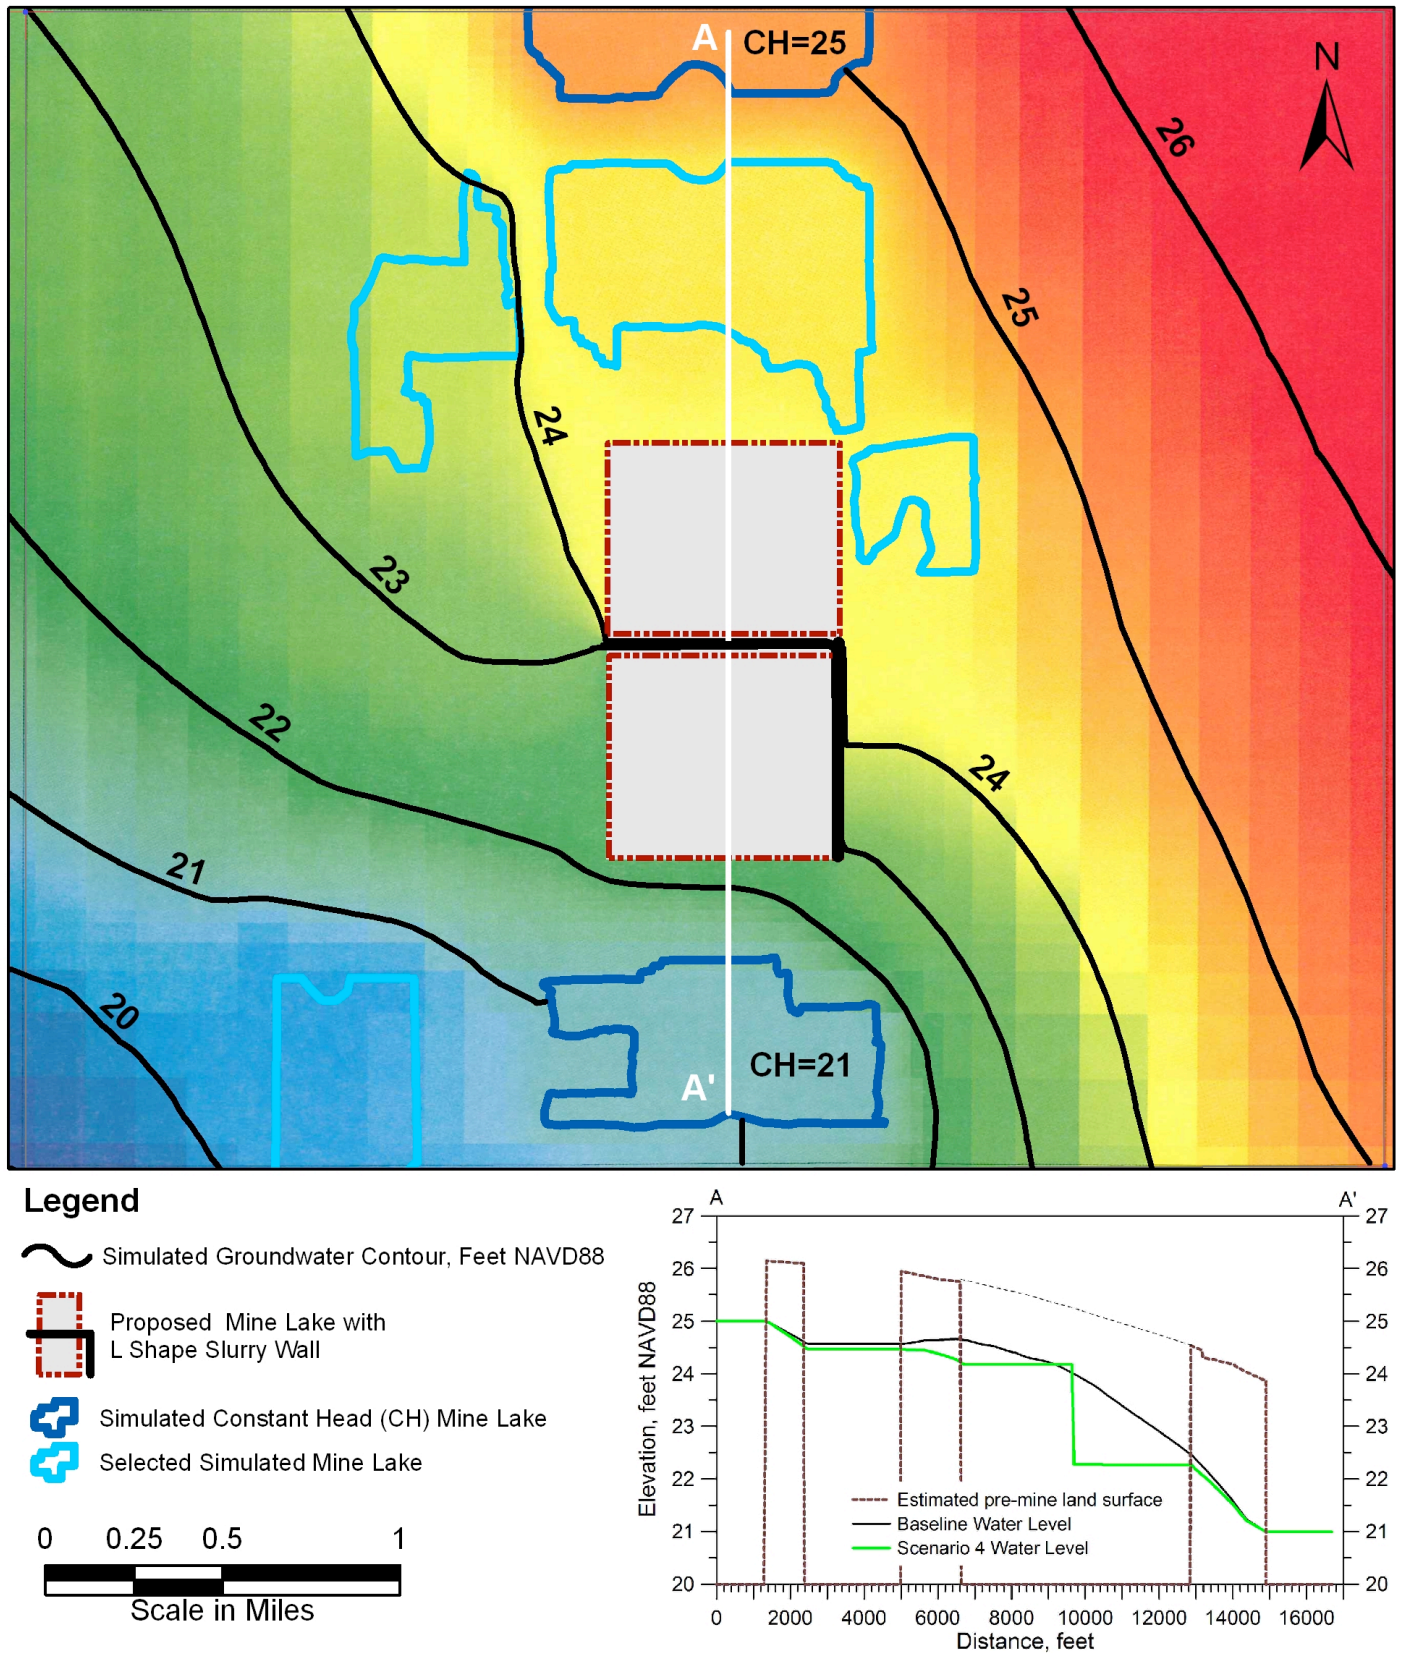 A
CH=25
N
26
25
24
23
24
22
21
20
CH=21
A'
Legend
Simulated Groundwater Contour, Feet NAVD88
Proposed Mine Lake with
L Shape Slurry Wall
Simulated Constant Head (CH) Mine Lake
Selected Simulated Mine Lake
0 0.25 0.5 1
Scale in Miles
A A'
27 27
26 26
25 25
24 24
23 23
22 22
21 21
20 20
Elevation, feet NAVD88
Estimated pre-mine land surface
Baseline Water Level
Scenario 4 Water Level
0 2000 4000 6000 8000 10000 12000 14000 16000
Distance, feet